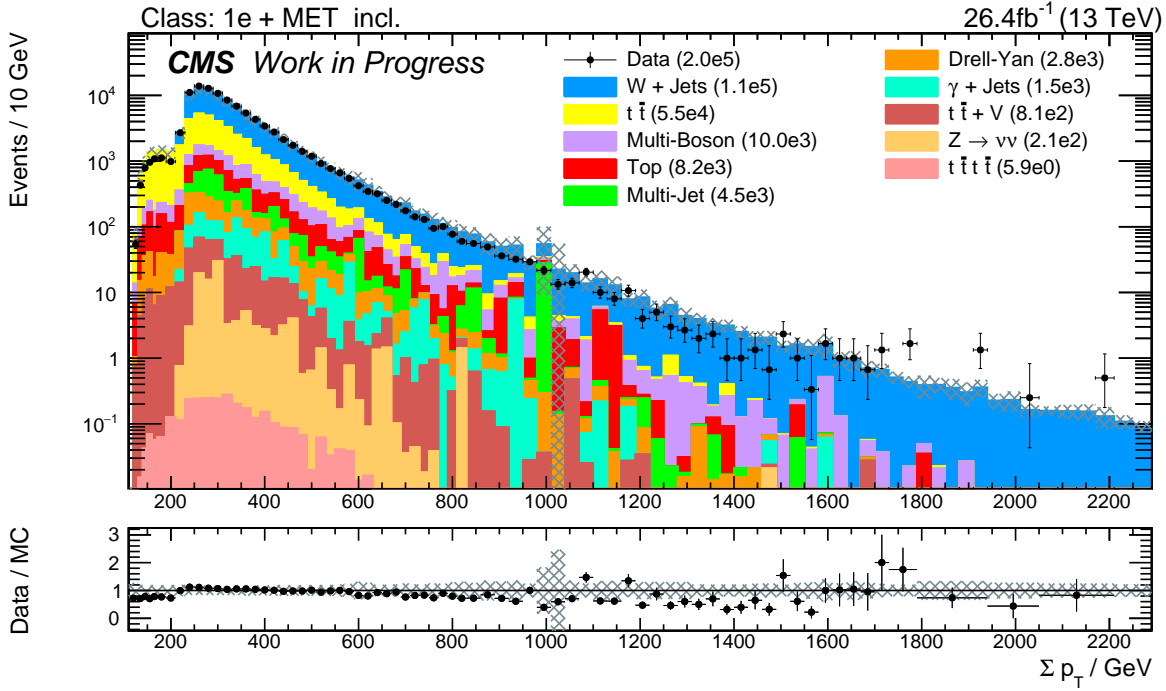 Class: 1e + MET incl.
26.4fb⁻¹ (13 TeV)
CMS Work in Progress
Data (2.0e5)
W + Jets (1.1e5)
t t̄ (5.5e4)
Multi-Boson (10.0e3)
Top (8.2e3)
Multi-Jet (4.5e3)
Drell-Yan (2.8e3)
γ + Jets (1.5e3)
t t̄ + V (8.1e2)
Z → νν (2.1e2)
t t̄ t t̄ (5.9e0)
Events / 10 GeV
10⁴
10³
10²
10
1
10⁻¹
200 400 600 800 1000 1200 1400 1600 1800 2000 2200
Data / MC
3
2
1
0
200 400 600 800 1000 1200 1400 1600 1800 2000 2200
Σ p_T / GeV